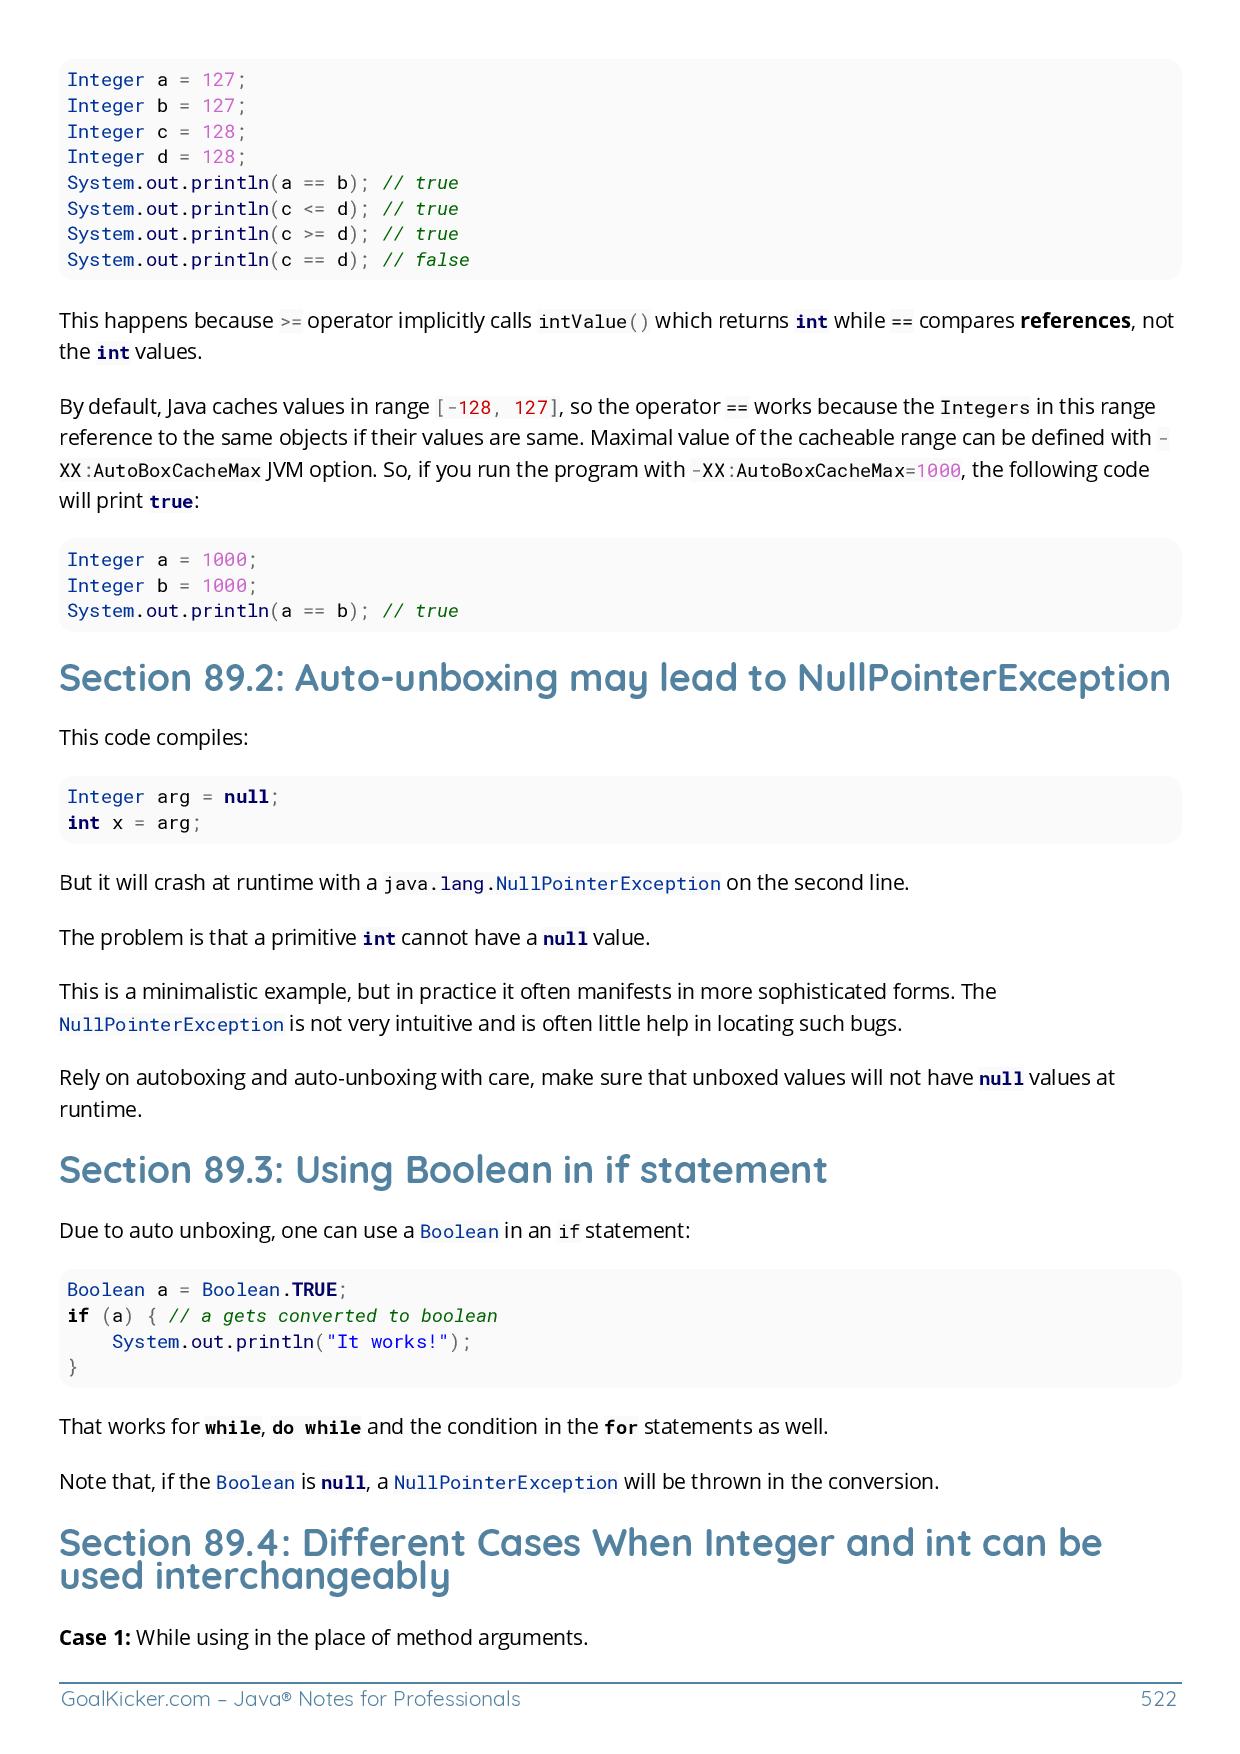 Integer a = 127;
Integer b = 127;
Integer c = 128;
Integer d = 128;
System.out.println(a == b); // true
System.out.println(c <= d); // true
System.out.println(c >= d); // true
System.out.println(c == d); // false
This happens because >= operator implicitly calls intValue() which returns int while == compares references, not
the int values.
By default, Java caches values in range [-128, 127], so the operator == works because the Integers in this range
reference to the same objects if their values are same. Maximal value of the cacheable range can be defined with -
XX:AutoBoxCacheMax JVM option. So, if you run the program with -XX:AutoBoxCacheMax=1000, the following code
will print true:
Integer a = 1000;
Integer b = 1000;
System.out.println(a == b); // true
Section 89.2: Auto-unboxing may lead to NullPointerException
This code compiles:
Integer arg = null;
int x = arg;
But it will crash at runtime with a java.lang.NullPointerException on the second line.
The problem is that a primitive int cannot have a null value.
This is a minimalistic example, but in practice it often manifests in more sophisticated forms. The
NullPointerException is not very intuitive and is often little help in locating such bugs.
Rely on autoboxing and auto-unboxing with care, make sure that unboxed values will not have null values at
runtime.
Section 89.3: Using Boolean in if statement
Due to auto unboxing, one can use a Boolean in an if statement:
Boolean a = Boolean.TRUE;
if (a) { // a gets converted to boolean
    System.out.println("It works!");
}
That works for while, do while and the condition in the for statements as well.
Note that, if the Boolean is null, a NullPointerException will be thrown in the conversion.
Section 89.4: Different Cases When Integer and int can be
used interchangeably
Case 1: While using in the place of method arguments.
GoalKicker.com – Java® Notes for Professionals 522